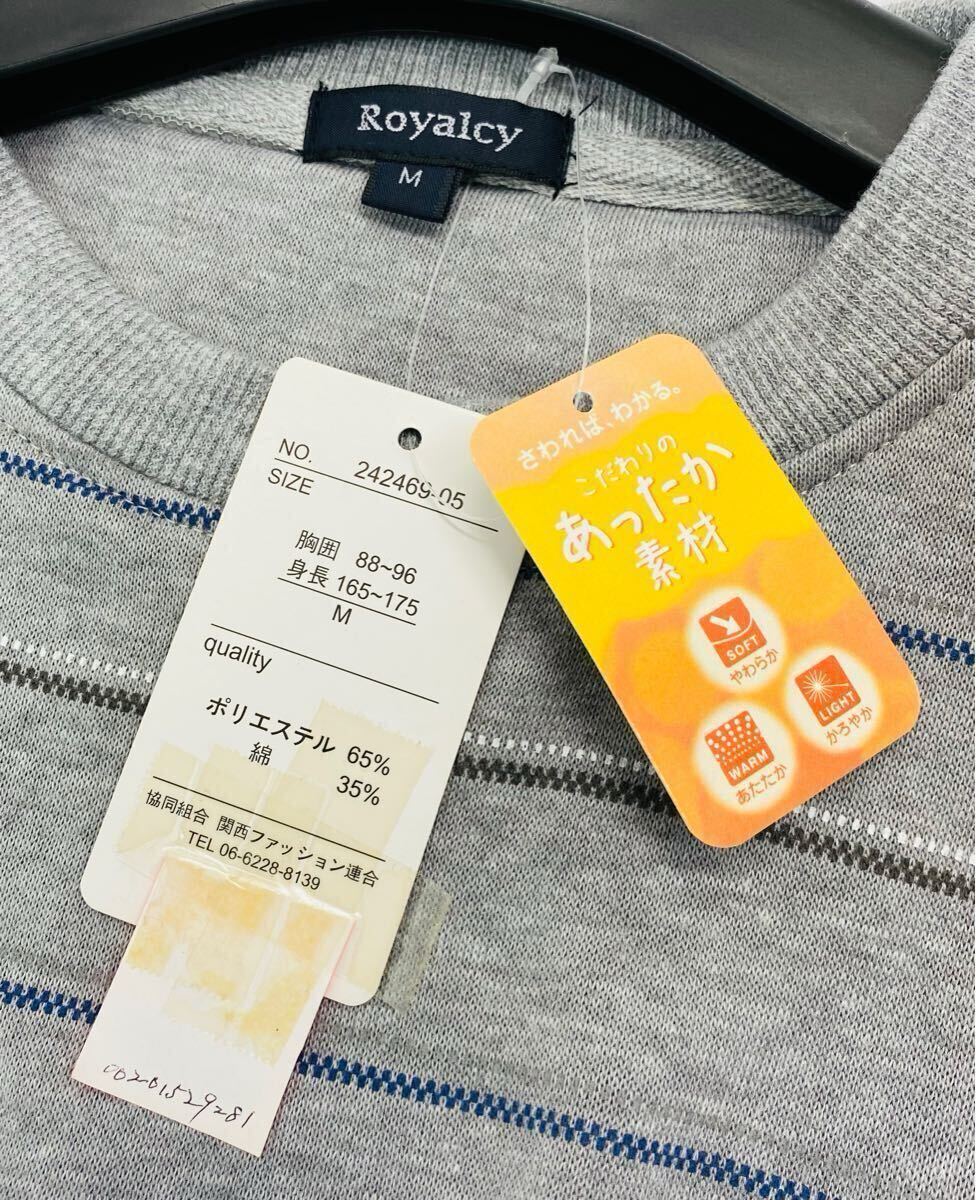 Royalcy
M
NO. 242469-05
SIZE
胸囲 88~96
身長 165~175
M
quality
ポリエステル 65%
綿 35%
協同組合 関西ファッション連合
TEL 06-6228-8139
00201529281
さわれば、わかる。
こだわりの
あったか
素材
SOFT
やわらか
LIGHT
かろやか
WARM
あたたか